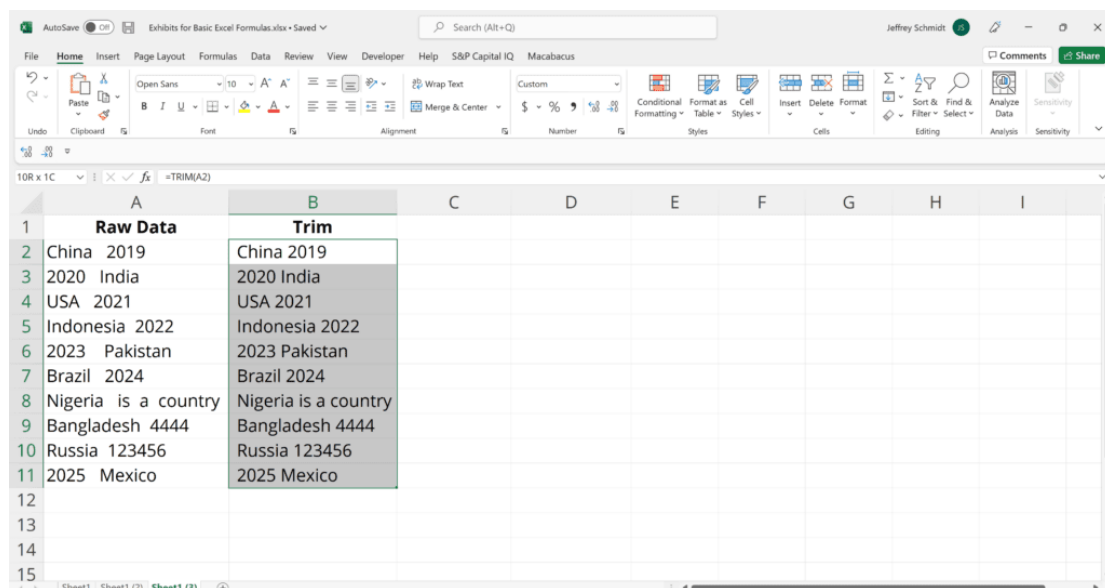 AutoSave Off Exhibits for Basic Excel Formulas.xlsx • Saved Search (Alt+Q) Jeffrey Schmidt JS
File Home Insert Page Layout Formulas Data Review View Developer Help S&P Capital IQ Macabacus Comments Share
Open Sans 10 A A Wrap Text Custom Σ
Paste B I U A Merge & Center $ % 9 Conditional Formatting Format as Table Cell Styles Insert Delete Format Sort & Filter Find & Select Analyze Data Sensitivity
Undo Clipboard Font Alignment Number Styles Cells Editing Analysis Sensitivity
10R x 1C fx =TRIM(A2)
A B C D E F G H I
1 Raw Data Trim
2 China   2019 China 2019
3 2020   India 2020 India
4 USA   2021 USA 2021
5 Indonesia  2022 Indonesia 2022
6 2023    Pakistan 2023 Pakistan
7 Brazil   2024 Brazil 2024
8 Nigeria   is  a  country Nigeria is a country
9 Bangladesh  4444 Bangladesh 4444
10 Russia  123456 Russia 123456
11 2025   Mexico 2025 Mexico
12
13
14
15
Sheet1 Sheet1 (2) Sheet1 (3)